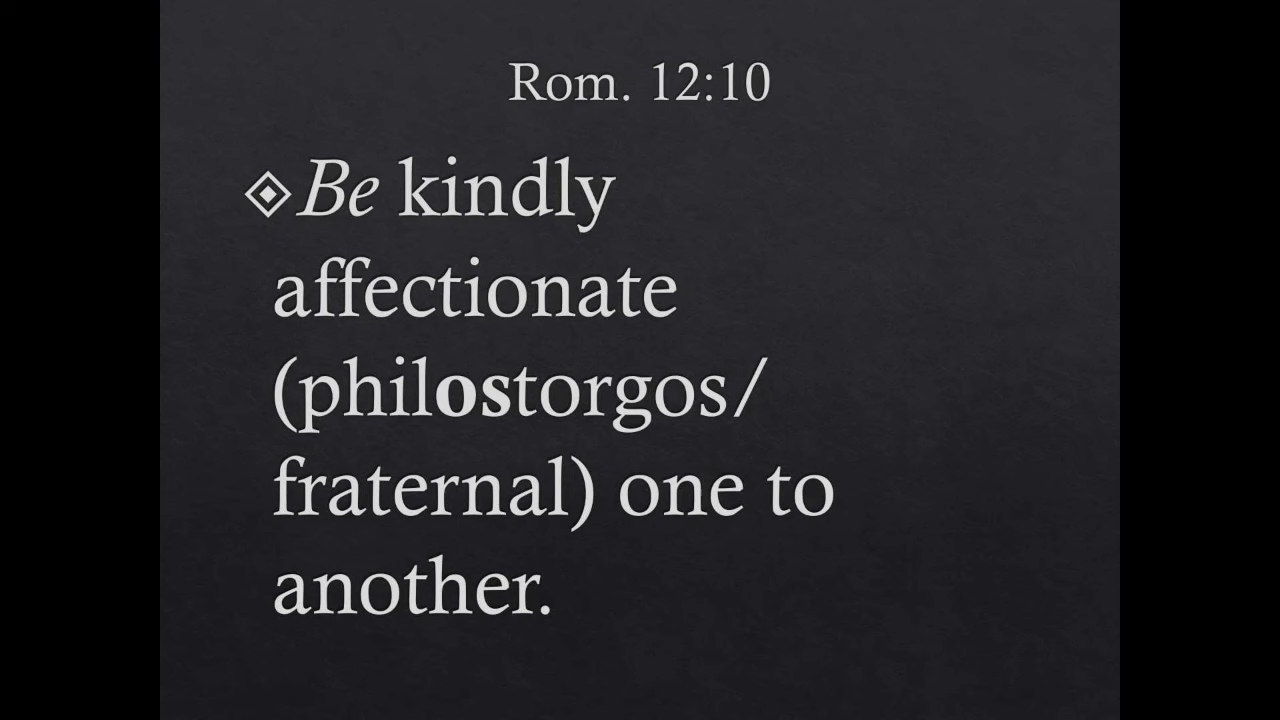 Rom. 12:10
Be kindly
affectionate
(philostorgos/
fraternal) one to
another.